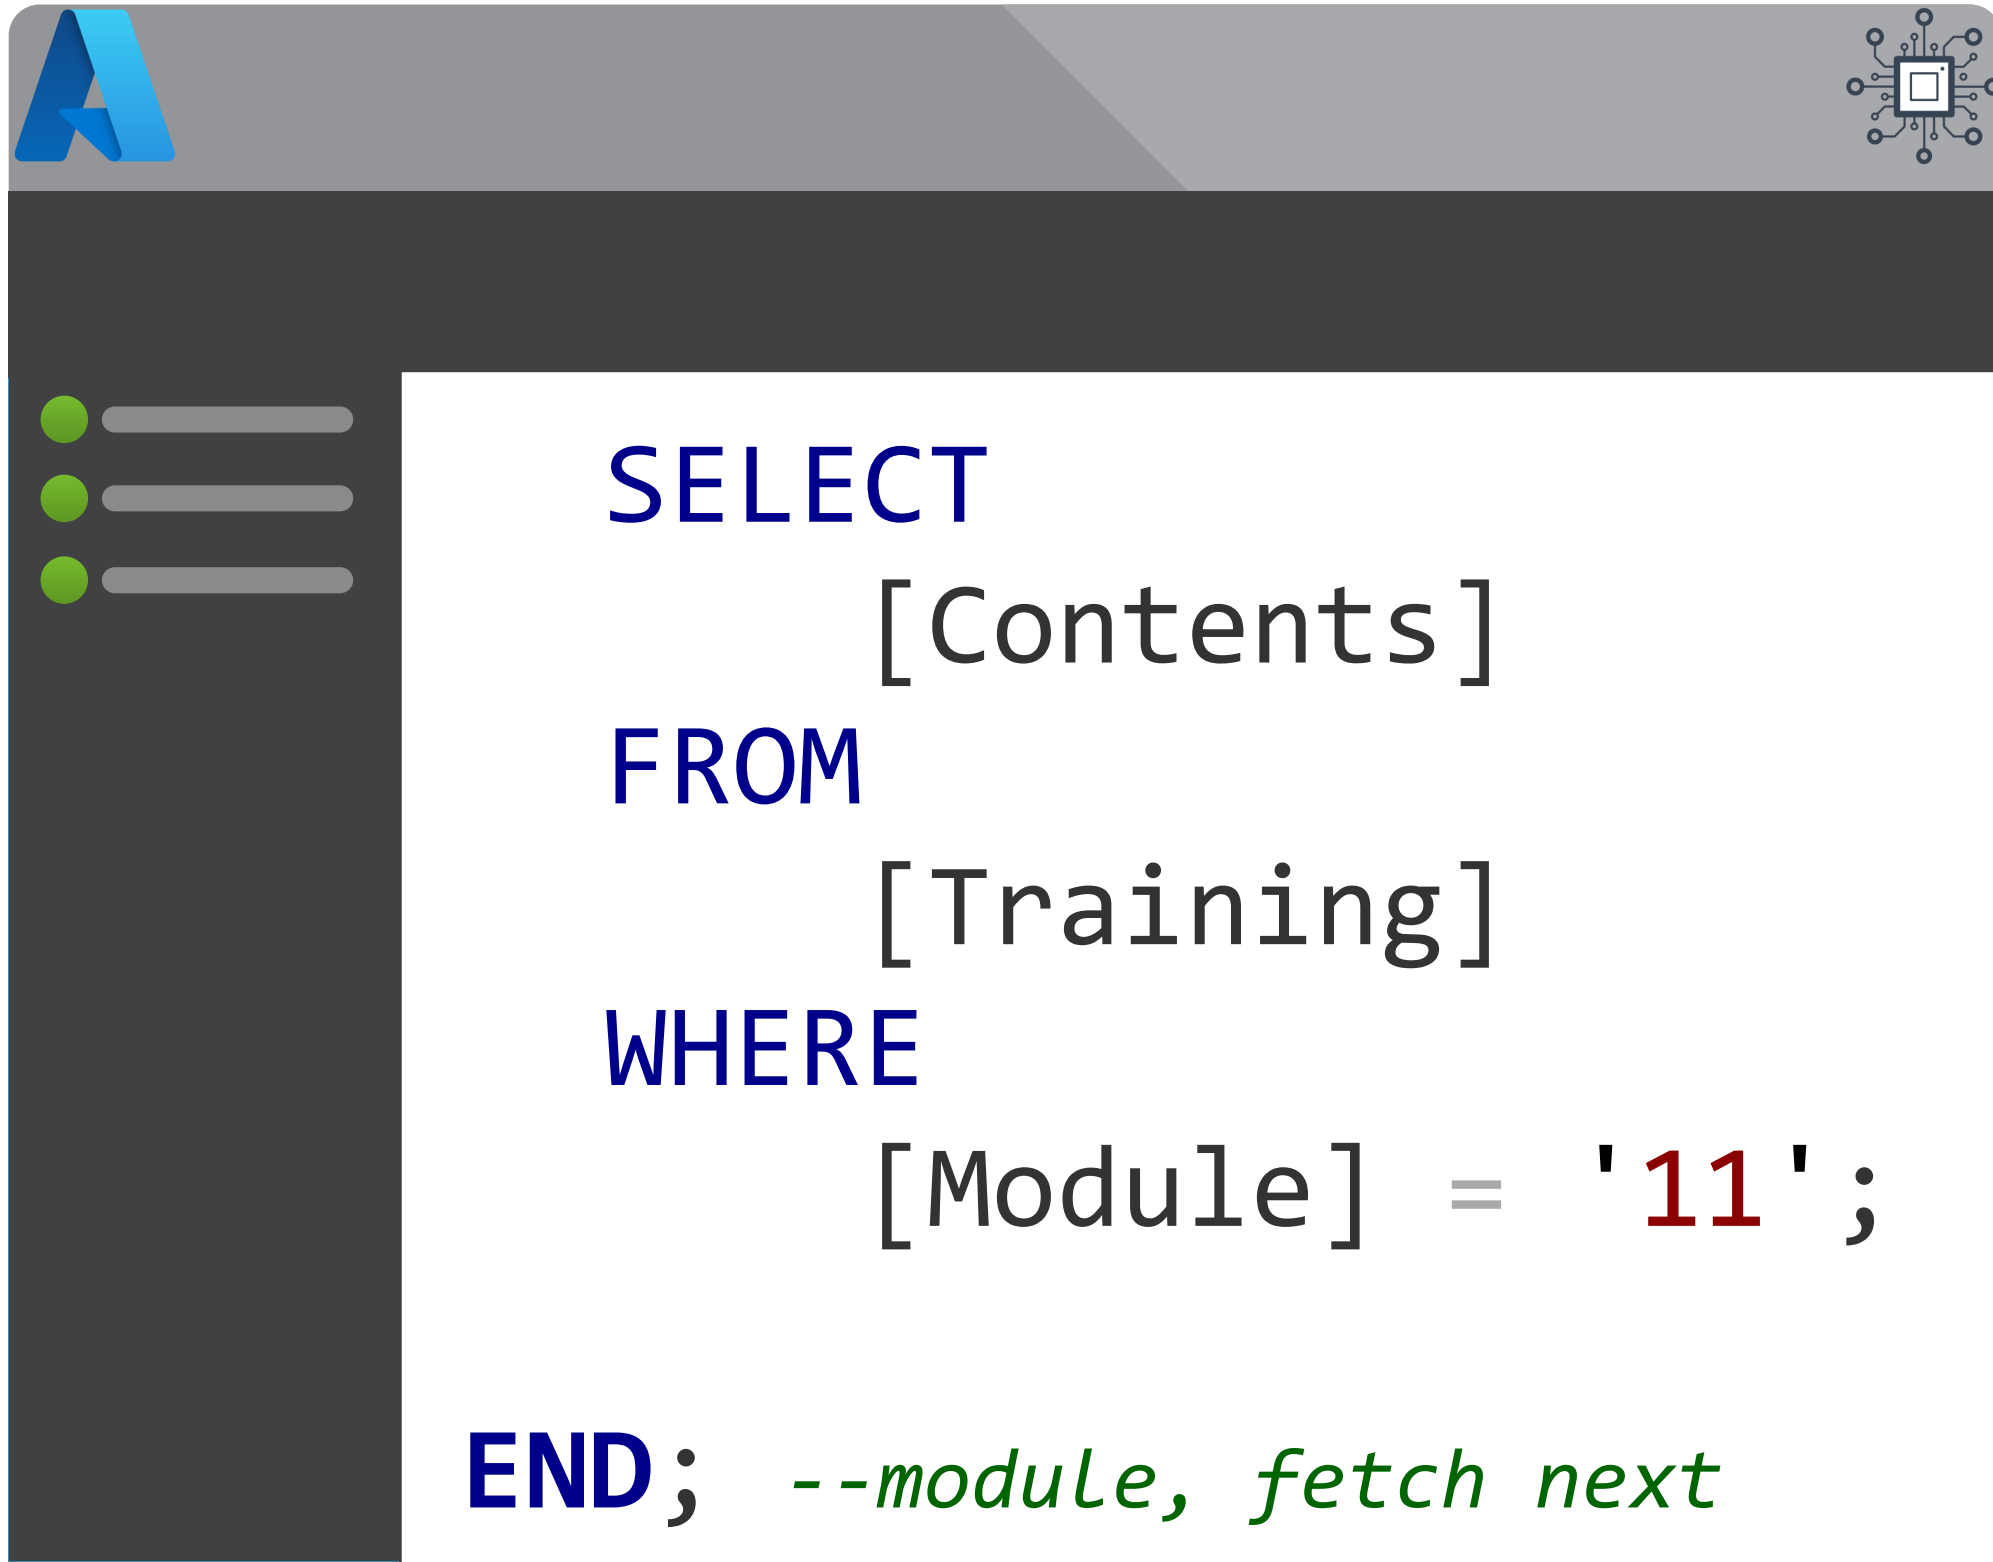 SELECT
[Contents]
FROM
[Training]
WHERE
[Module] = '11';
END; --module, fetch next